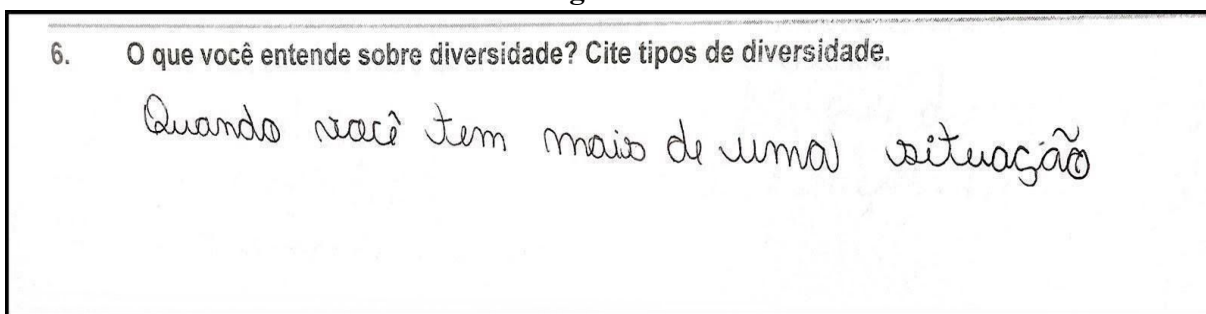 6. O que você entende sobre diversidade? Cite tipos de diversidade.
Quando você tem mais de uma situação